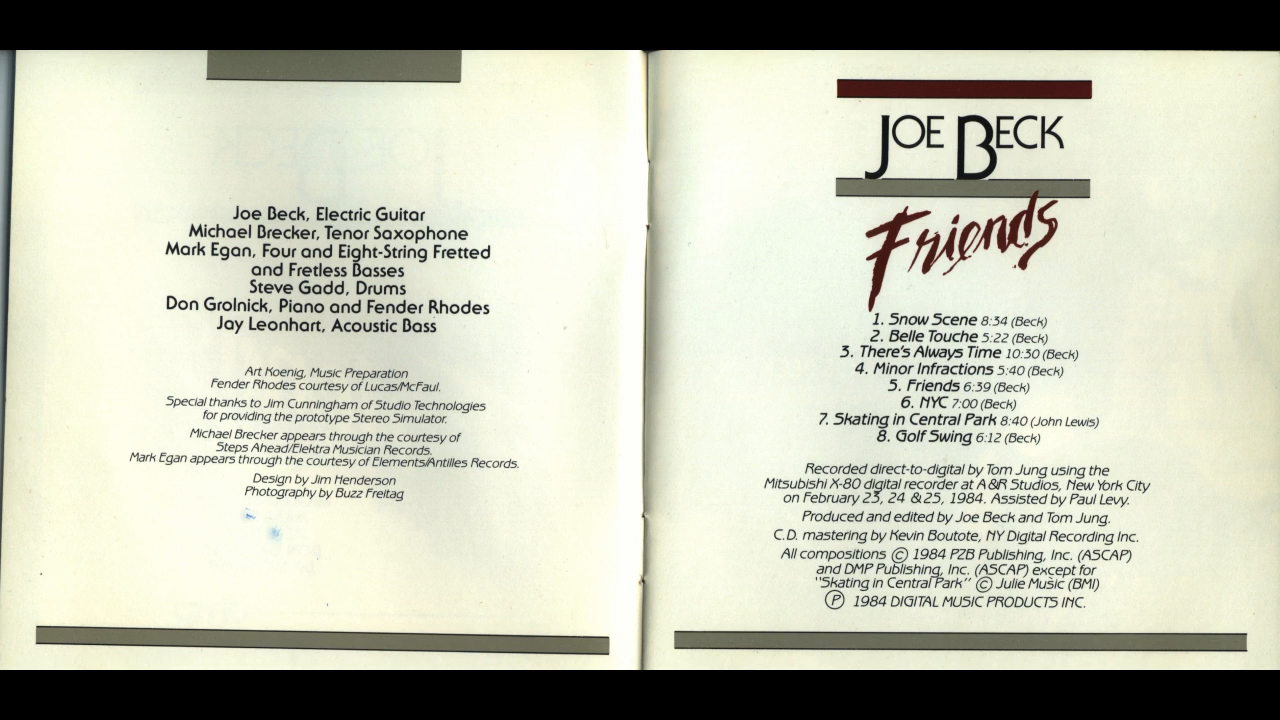 Joe Beck, Electric Guitar
Michael Brecker, Tenor Saxophone
Mark Egan, Four and Eight-String Fretted
and Fretless Basses
Steve Gadd, Drums
Don Grolnick, Piano and Fender Rhodes
Jay Leonhart, Acoustic Bass
Art Koenig, Music Preparation
Fender Rhodes courtesy of Lucas/McFaul.
Special thanks to Jim Cunningham of Studio Technologies
for providing the prototype Stereo Simulator.
Michael Brecker appears through the courtesy of
Steps Ahead/Elektra Musician Records.
Mark Egan appears through the courtesy of Elements/Antilles Records.
Design by Jim Henderson
Photography by Buzz Freitag
JOE BECK
Friends
1. Snow Scene 8:34 (Beck)
2. Belle Touche 5:22 (Beck)
3. There's Always Time 10:30 (Beck)
4. Minor Infractions 5:40 (Beck)
5. Friends 6:39 (Beck)
6. NYC 7:00 (Beck)
7. Skating in Central Park 8:40 (John Lewis)
8. Golf Swing 6:12 (Beck)
Recorded direct-to-digital by Tom Jung using the
Mitsubishi X-80 digital recorder at A&R Studios, New York City
on February 23, 24 & 25, 1984. Assisted by Paul Levy.
Produced and edited by Joe Beck and Tom Jung.
C.D. mastering by Kevin Boutote, NY Digital Recording Inc.
All compositions © 1984 PZB Publishing, Inc. (ASCAP)
and DMP Publishing, Inc. (ASCAP) except for
"Skating in Central Park" © Julie Music (BMI)
℗ 1984 DIGITAL MUSIC PRODUCTS INC.